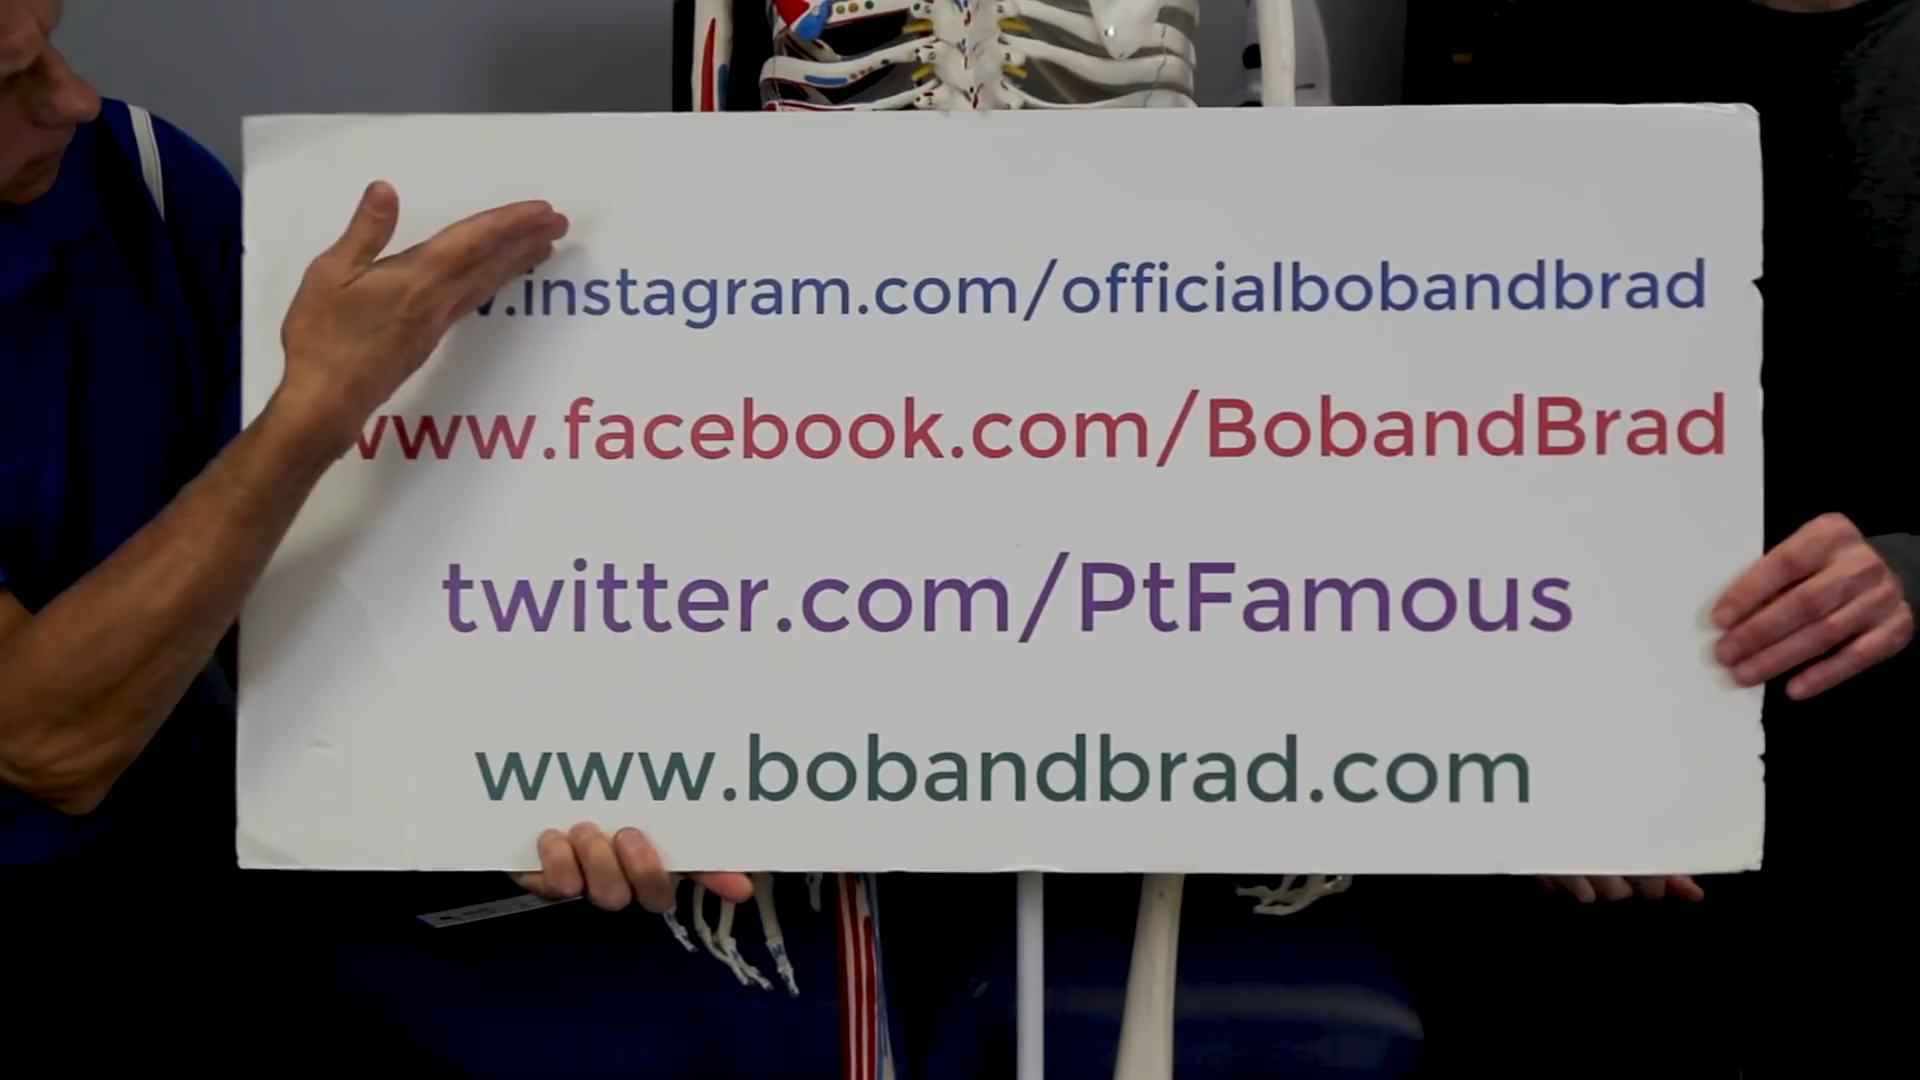 .instagram.com/officialbobandbrad
www.facebook.com/BobandBrad
twitter.com/PtFamous
www.bobandbrad.com